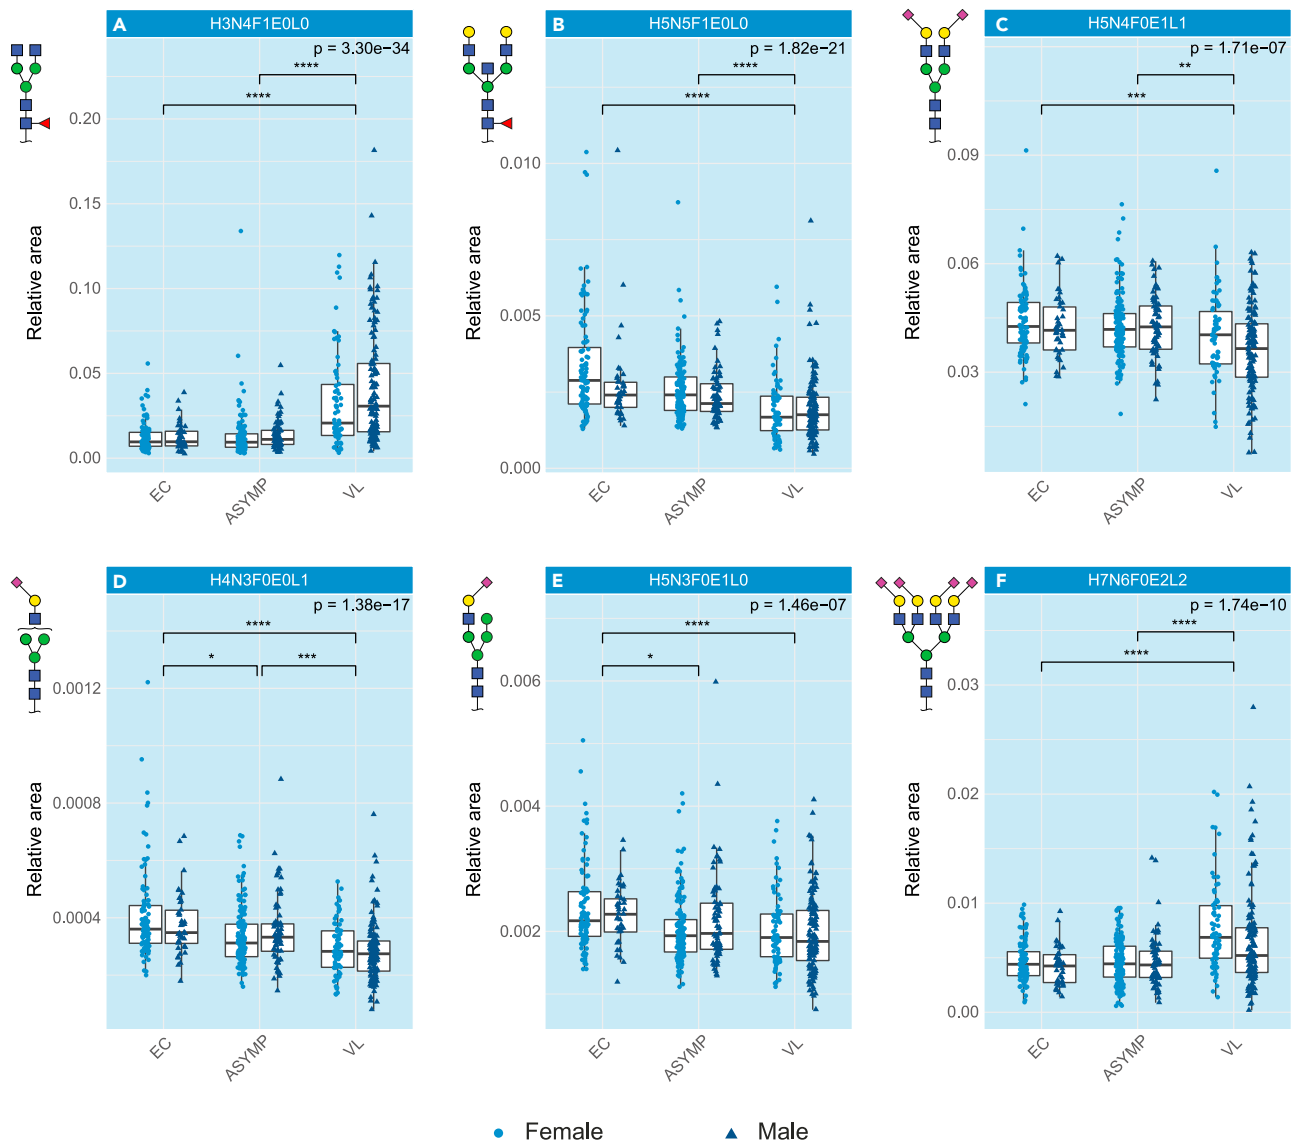 A H3N4F1E0L0
p = 3.30e−34
****
****
Relative area
0.20
0.15
0.10
0.05
0.00
EC
ASYMP
VL
B H5N5F1E0L0
p = 1.82e−21
****
****
Relative area
0.010
0.005
0.000
EC
ASYMP
VL
C H5N4F0E1L1
p = 1.71e−07
**
***
Relative area
0.09
0.06
0.03
EC
ASYMP
VL
D H4N3F0E0L1
p = 1.38e−17
****
* ***
Relative area
0.0012
0.0008
0.0004
EC
ASYMP
VL
E H5N3F0E1L0
p = 1.46e−07
****
*
Relative area
0.006
0.004
0.002
EC
ASYMP
VL
F H7N6F0E2L2
p = 1.74e−10
****
****
Relative area
0.03
0.02
0.01
0.00
EC
ASYMP
VL
Female Male